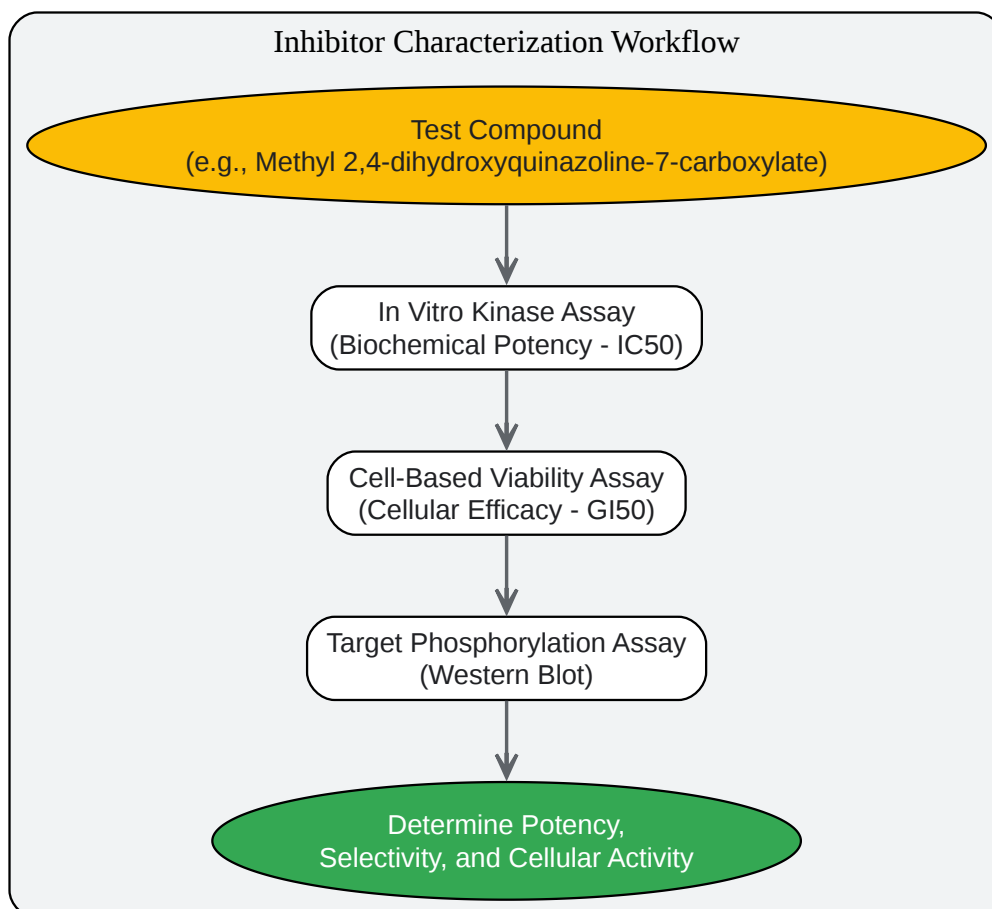 Inhibitor Characterization Workflow
Test Compound
(e.g., Methyl 2,4-dihydroxyquinazoline-7-carboxylate)
In Vitro Kinase Assay
(Biochemical Potency - IC50)
Cell-Based Viability Assay
(Cellular Efficacy - GI50)
Target Phosphorylation Assay
(Western Blot)
Determine Potency,
Selectivity, and Cellular Activity